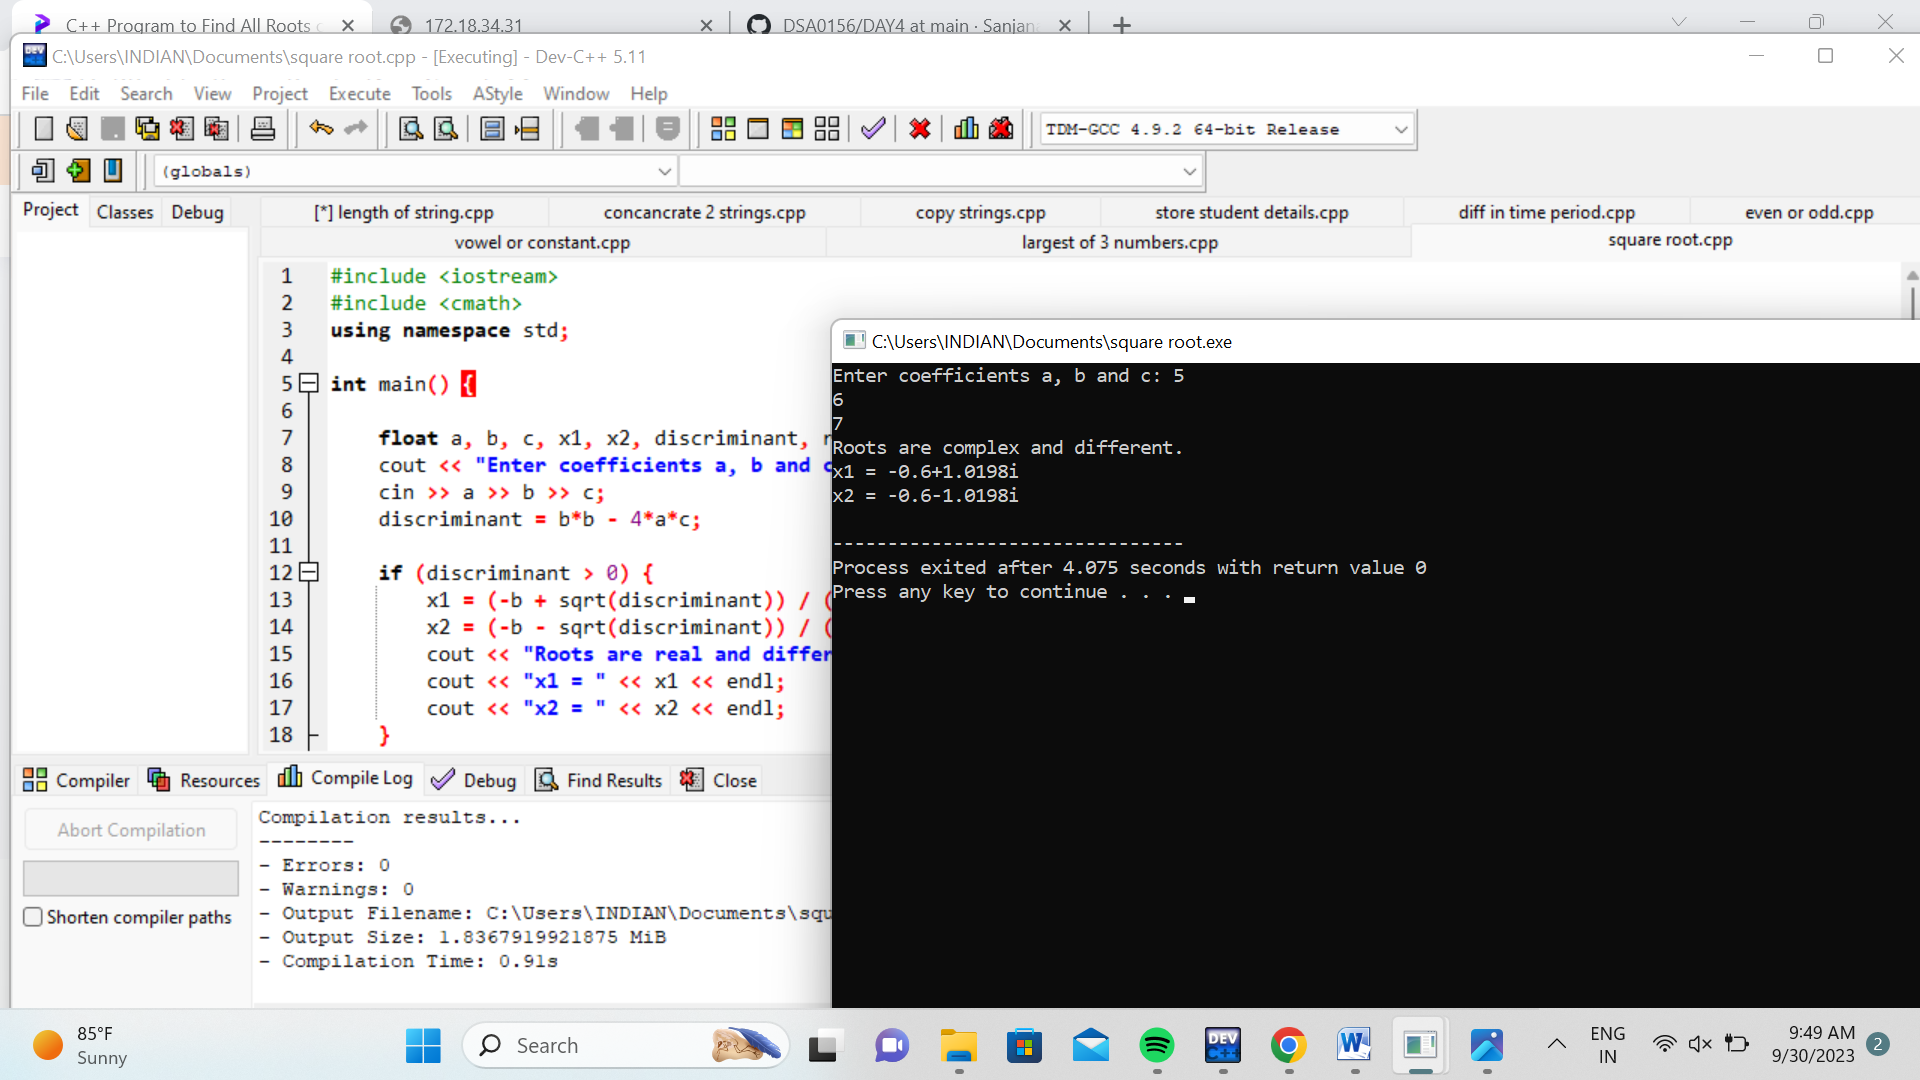 C++ Program to Find All Roots
172.18.34.31
DSA0156/DAY4 at main · Sanjana
C:\Users\INDIAN\Documents\square root.cpp - [Executing] - Dev-C++ 5.11
File Edit Search View Project Execute Tools AStyle Window Help
TDM-GCC 4.9.2 64-bit Release
(globals)
Project Classes Debug
[*] length of string.cpp concancrate 2 strings.cpp copy strings.cpp store student details.cpp diff in time period.cpp even or odd.cpp
vowel or constant.cpp largest of 3 numbers.cpp square root.cpp
1 #include <iostream>
2 #include <cmath>
3 using namespace std;
4
5 int main() {
6
7 float a, b, c, x1, x2, discriminant,
8 cout << "Enter coefficients a, b and c
9 cin >> a >> b >> c;
10 discriminant = b*b - 4*a*c;
11
12 if (discriminant > 0) {
13 x1 = (-b + sqrt(discriminant)) / (
14 x2 = (-b - sqrt(discriminant)) / (
15 cout << "Roots are real and differ
16 cout << "x1 = " << x1 << endl;
17 cout << "x2 = " << x2 << endl;
18 }
C:\Users\INDIAN\Documents\square root.exe
Enter coefficients a, b and c: 5
6
7
Roots are complex and different.
x1 = -0.6+1.0198i
x2 = -0.6-1.0198i
--------------------------------
Process exited after 4.075 seconds with return value 0
Press any key to continue . . .
Compiler Resources Compile Log Debug Find Results Close
Abort Compilation
Shorten compiler paths
Compilation results...
--------
- Errors: 0
- Warnings: 0
- Output Filename: C:\Users\INDIAN\Documents\squ
- Output Size: 1.8367919921875 MiB
- Compilation Time: 0.91s
85°F
Sunny
Search
DEV
C++
W
ENG
IN
9:49 AM
9/30/2023
2